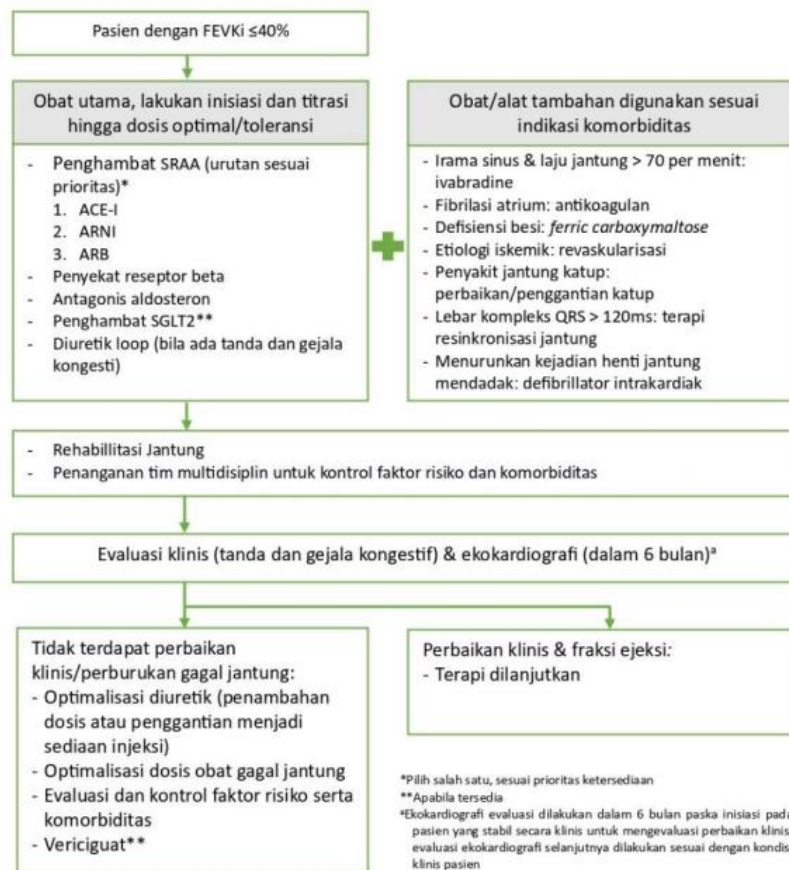 Pasien dengan FEVKi ≤40%
Obat utama, lakukan inisiasi dan titrasi
hingga dosis optimal/toleransi
- Penghambat SRAA (urutan sesuai
prioritas)*
1. ACE-I
2. ARNI
3. ARB
- Penyekat reseptor beta
- Antagonis aldosteron
- Penghambat SGLT2**
- Diuretik loop (bila ada tanda dan gejala
kongesti)
Obat/alat tambahan digunakan sesuai
indikasi komorbiditas
- Irama sinus & laju jantung > 70 per menit:
ivabradine
- Fibrilasi atrium: antikoagulan
- Defisiensi besi: ferric carboxymaltose
- Etiologi iskemik: revaskularisasi
- Penyakit jantung katup:
perbaikan/penggantian katup
- Lebar kompleks QRS > 120ms: terapi
resinkronisasi jantung
- Menurunkan kejadian henti jantung
mendadak: defibrillator intrakardiak
- Rehabillitasi Jantung
- Penanganan tim multidisiplin untuk kontrol faktor risiko dan komorbiditas
Evaluasi klinis (tanda dan gejala kongestif) & ekokardiografi (dalam 6 bulan)ª
Tidak terdapat perbaikan
klinis/perburukan gagal jantung:
- Optimalisasi diuretik (penambahan
dosis atau penggantian menjadi
sediaan injeksi)
- Optimalisasi dosis obat gagal jantung
- Evaluasi dan kontrol faktor risiko serta
komorbiditas
- Vericiguat**
Perbaikan klinis & fraksi ejeksi:
- Terapi dilanjutkan
*Pilih salah satu, sesuai prioritas ketersediaan
**Apabila tersedia
ªEkokardiografi evaluasi dilakukan dalam 6 bulan paska inisiasi pada
pasien yang stabil secara klinis untuk mengevaluasi perbaikan klinis
evaluasi ekokardiografi selanjutnya dilakukan sesuai dengan kondis
klinis pasien